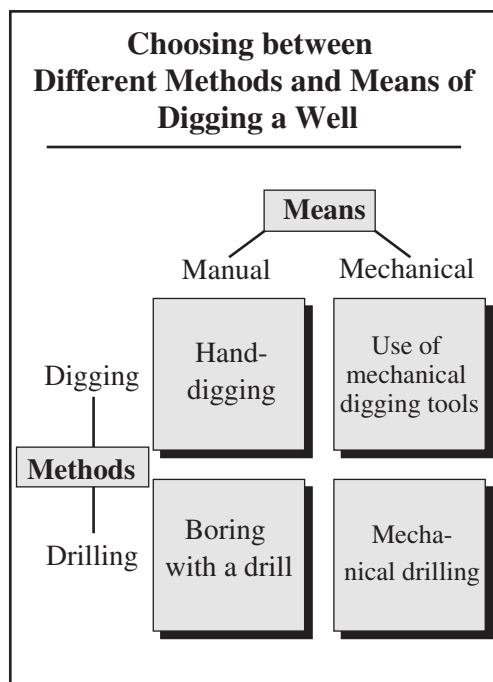 Choosing between
Different Methods and Means of
Digging a Well
Means
Manual
Mechanical
Hand-
digging
Use of
mechanical
digging tools
Digging
Methods
Drilling
Boring
with a drill
Mecha-
nical drilling